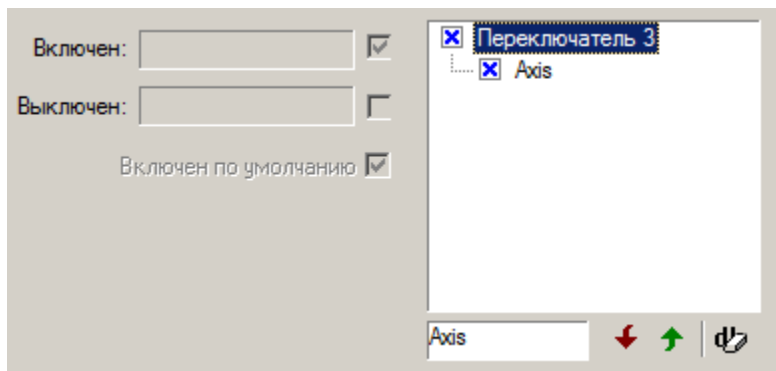 Включен:
Выключен:
Включен по умолчанию
Переключатель 3
Axis
Axis